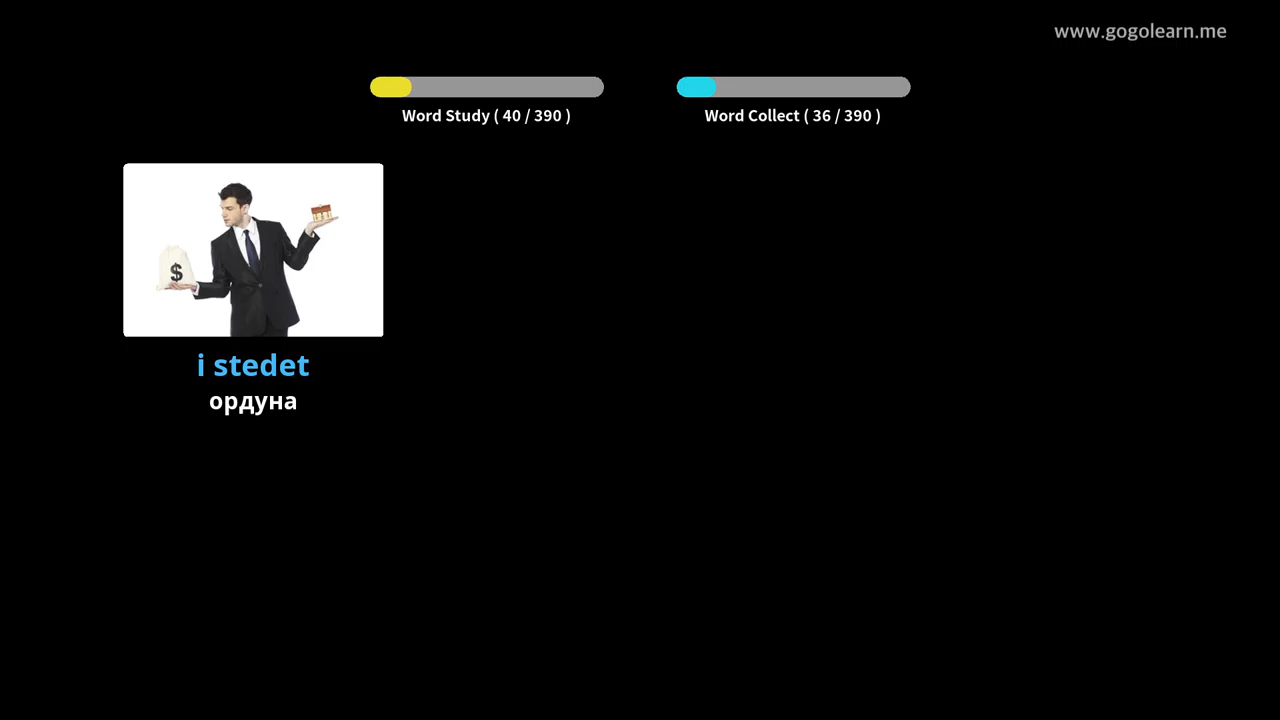 www.gogolearn.me
Word Study ( 40 / 390 )
Word Collect ( 36 / 390 )
$
i stedet
ордуна